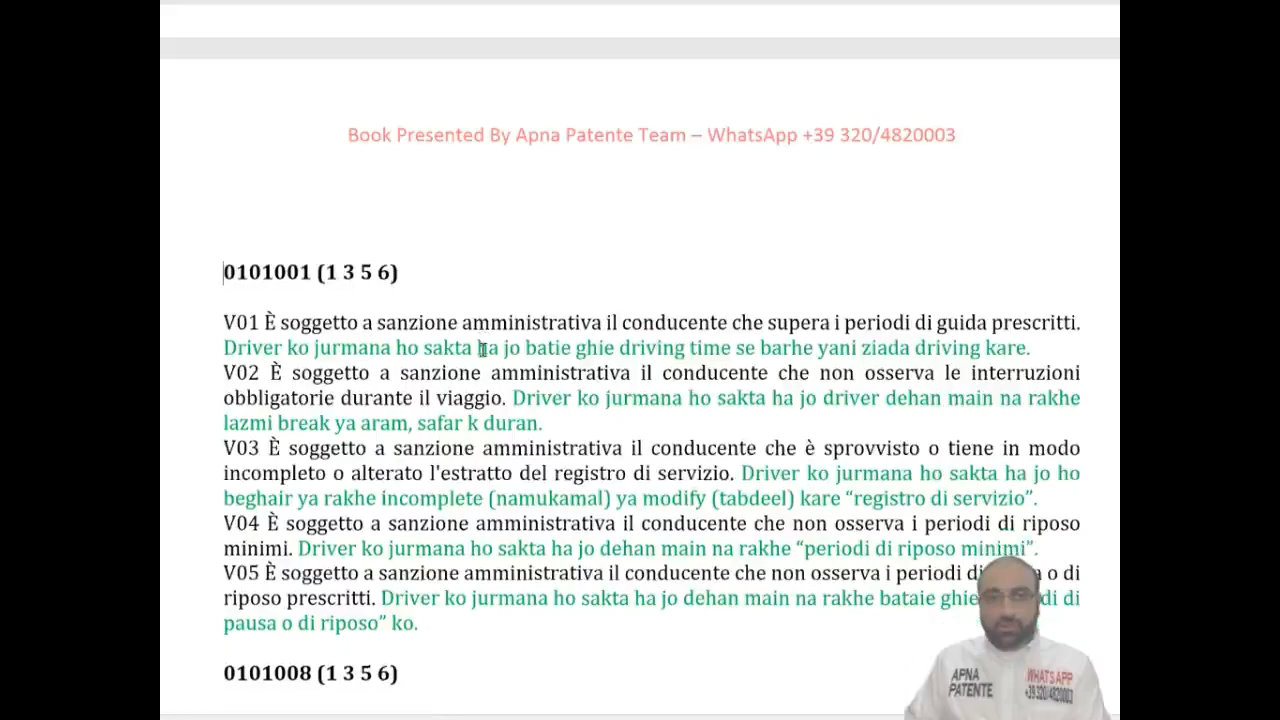 Book Presented By Apna Patente Team – WhatsApp +39 320/4820003
0101001 (1 3 5 6)
V01 È soggetto a sanzione amministrativa il conducente che supera i periodi di guida prescritti.
Driver ko jurmana ho sakta ha jo batie ghie driving time se barhe yani ziada driving kare.
V02 È soggetto a sanzione amministrativa il conducente che non osserva le interruzioni
obbligatorie durante il viaggio. Driver ko jurmana ho sakta ha jo driver dehan main na rakhe
lazmi break ya aram, safar k duran.
V03 È soggetto a sanzione amministrativa il conducente che è sprovvisto o tiene in modo
incompleto o alterato l'estratto del registro di servizio. Driver ko jurmana ho sakta ha jo ho
beghair ya rakhe incomplete (namukamal) ya modify (tabdeel) kare “registro di servizio”.
V04 È soggetto a sanzione amministrativa il conducente che non osserva i periodi di riposo
minimi. Driver ko jurmana ho sakta ha jo dehan main na rakhe “periodi di riposo minimi”.
V05 È soggetto a sanzione amministrativa il conducente che non osserva i periodi di o di
riposo prescritti. Driver ko jurmana ho sakta ha jo dehan main na rakhe bataie ghie di
pausa o di riposo” ko.
0101008 (1 3 5 6)
APNA PATENTE
WHATSAPP +39 320/4820003